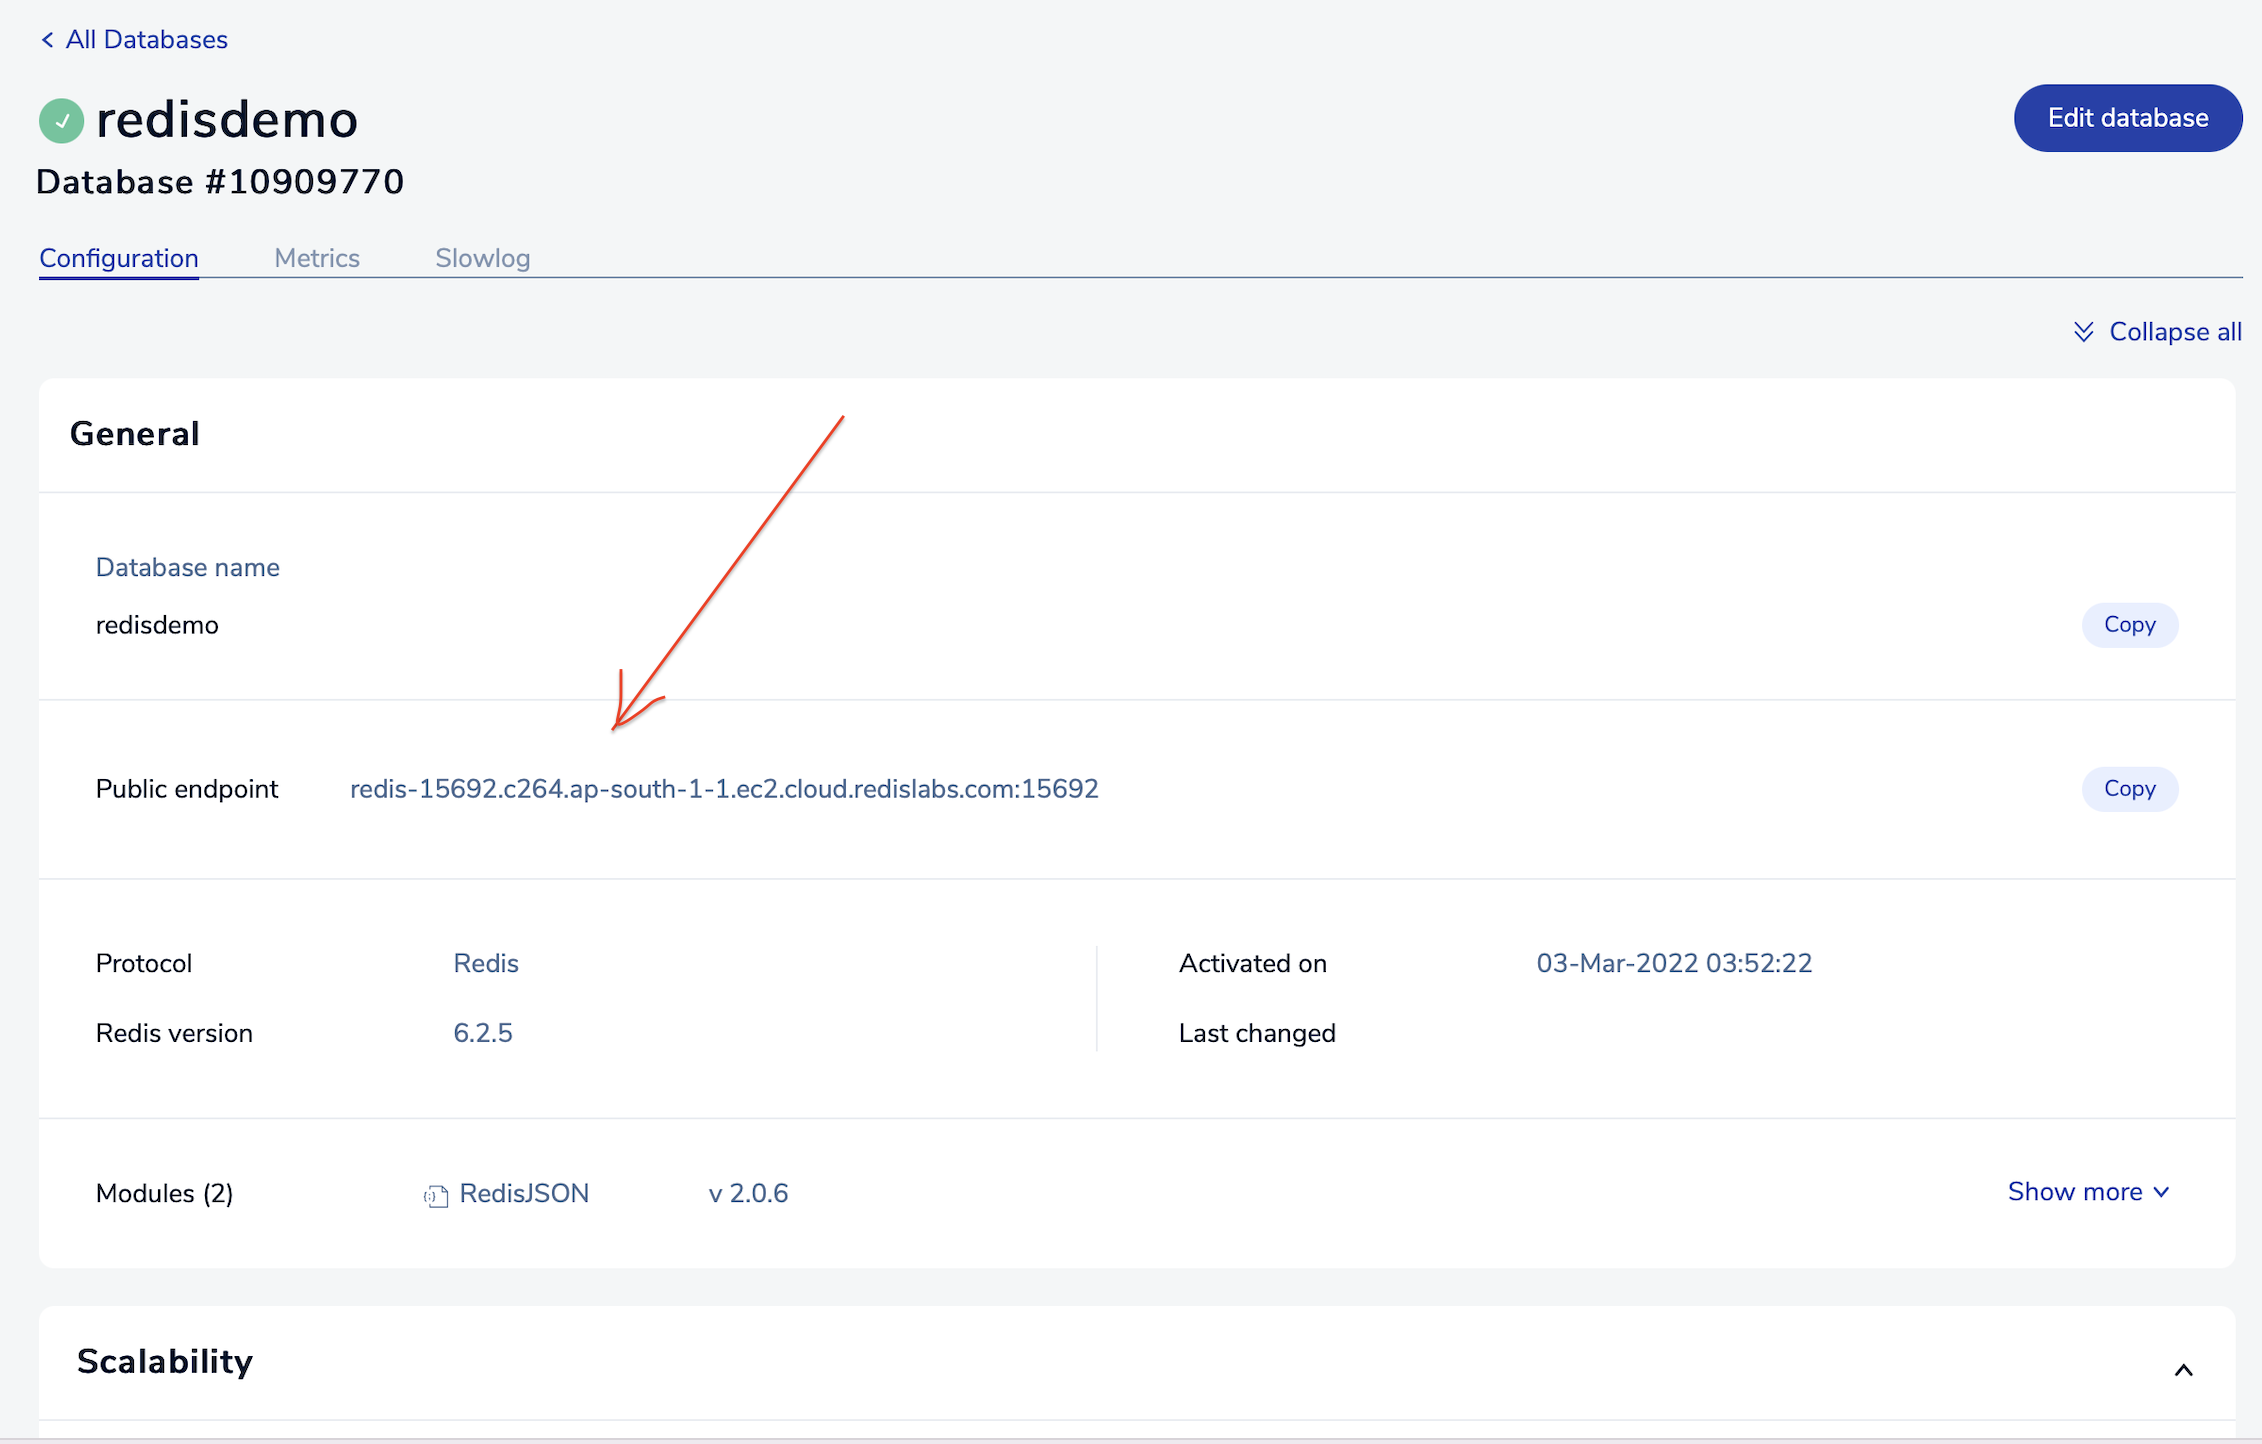 All Databases
redisdemo
Edit database
Database #10909770
Configuration Metrics Slowlog
Collapse all
General
Database name
redisdemo
Copy
Public endpoint redis-15692.c264.ap-south-1-1.ec2.cloud.redislabs.com:15692 Copy
Protocol Redis Activated on 03-Mar-2022 03:52:22
Redis version 6.2.5 Last changed
Modules (2) RedisJSON v 2.0.6 Show more
Scalability